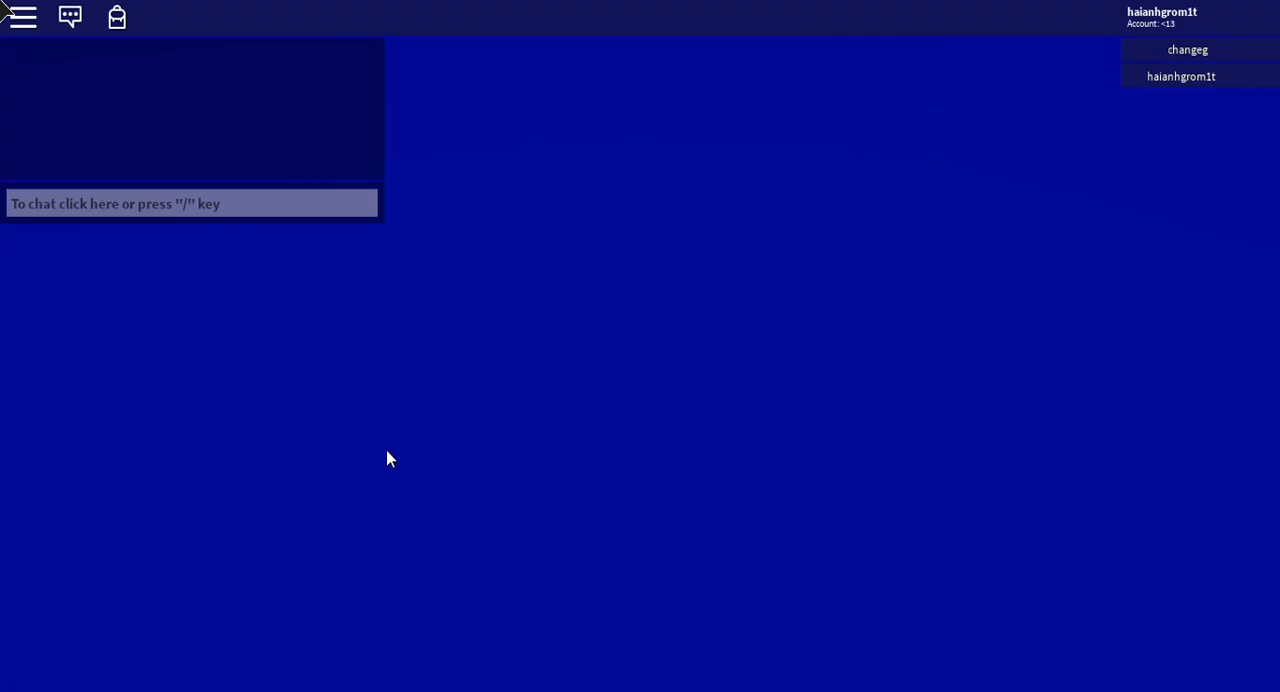 haianhgrom1t
Account: <13
changeg
haianhgrom1t
To chat click here or press "/" key